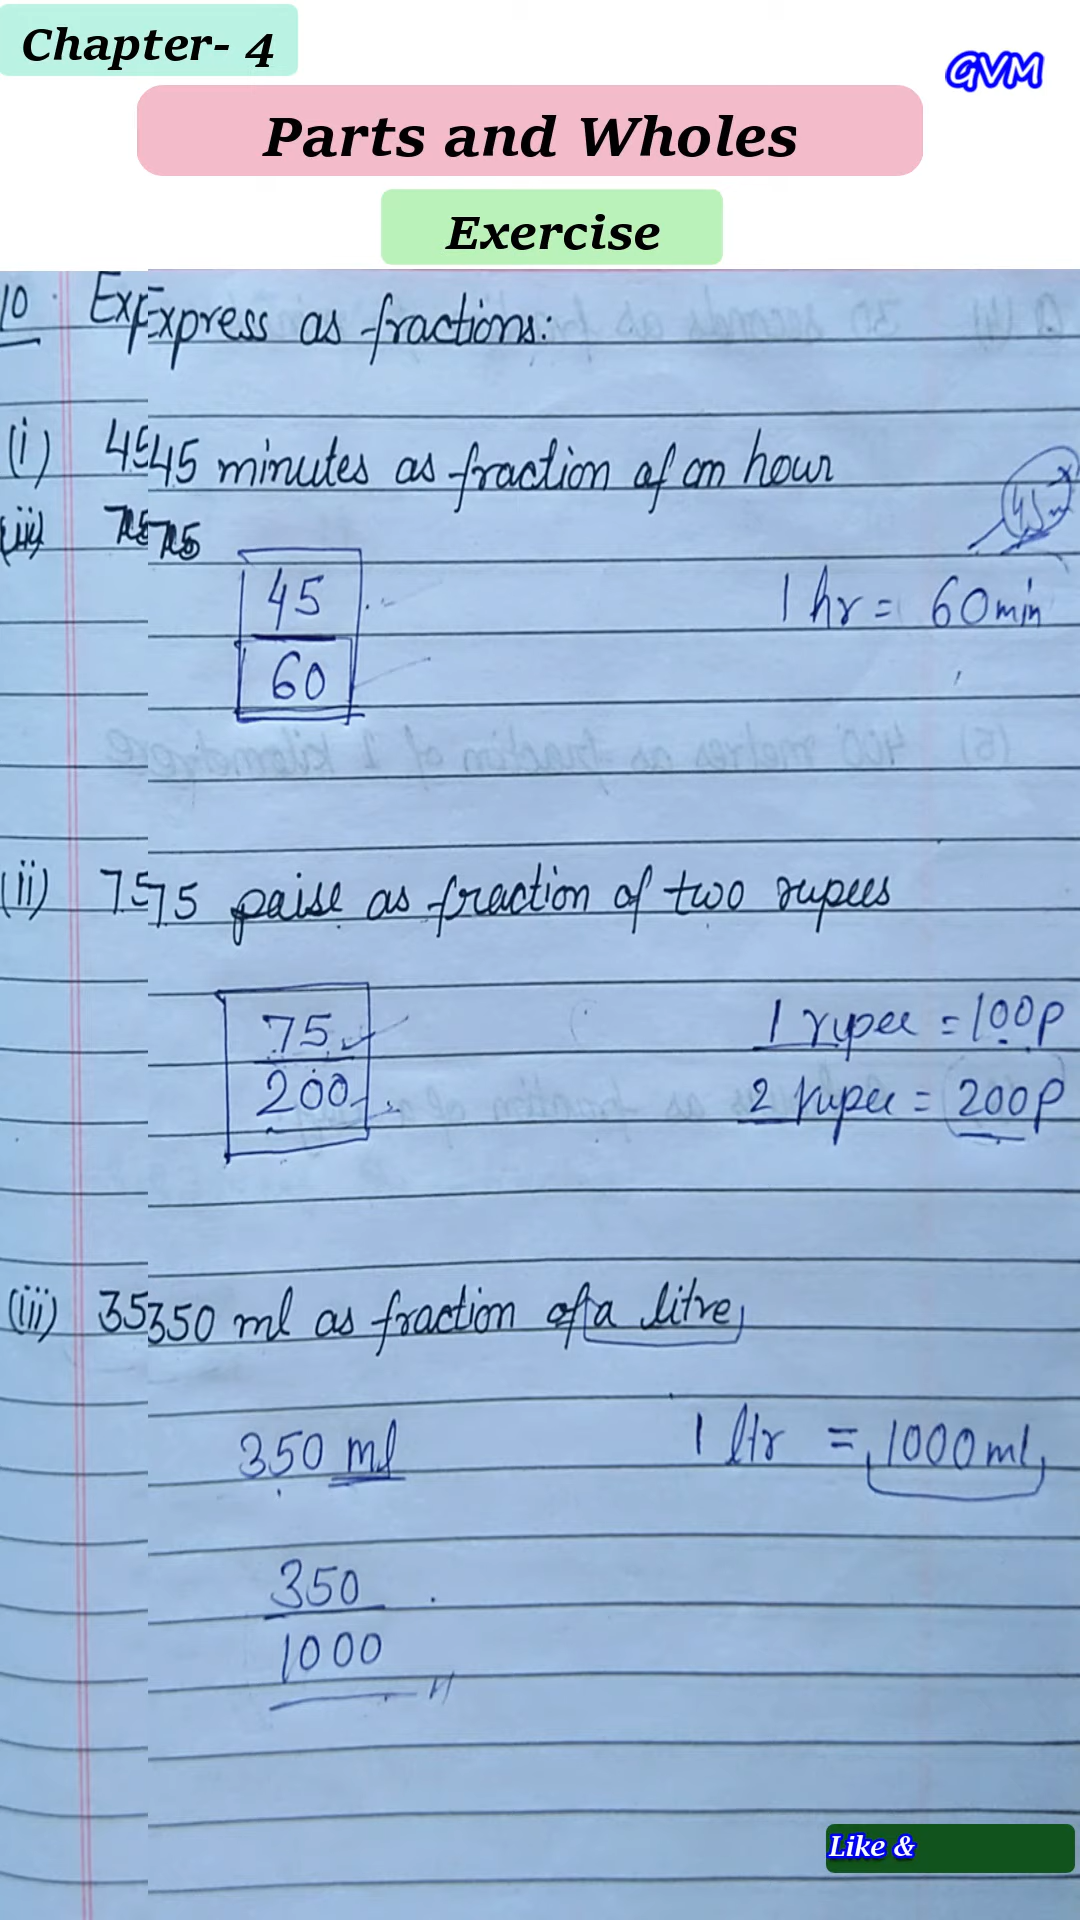 Chapter- 4
GVM
Parts and Wholes
Exercise
10 Express as fractions:
(i) 45 minutes as fraction of an hour
(iii) 75
45
60
1 hr = 60 min
(ii) 75 paise as fraction of two rupees
75
200
1 rupee = 100p
2 rupee = 200p
(iii) 350 ml as fraction of a litre
350 ml
1 ltr = 1000 ml
350
1000
Like &